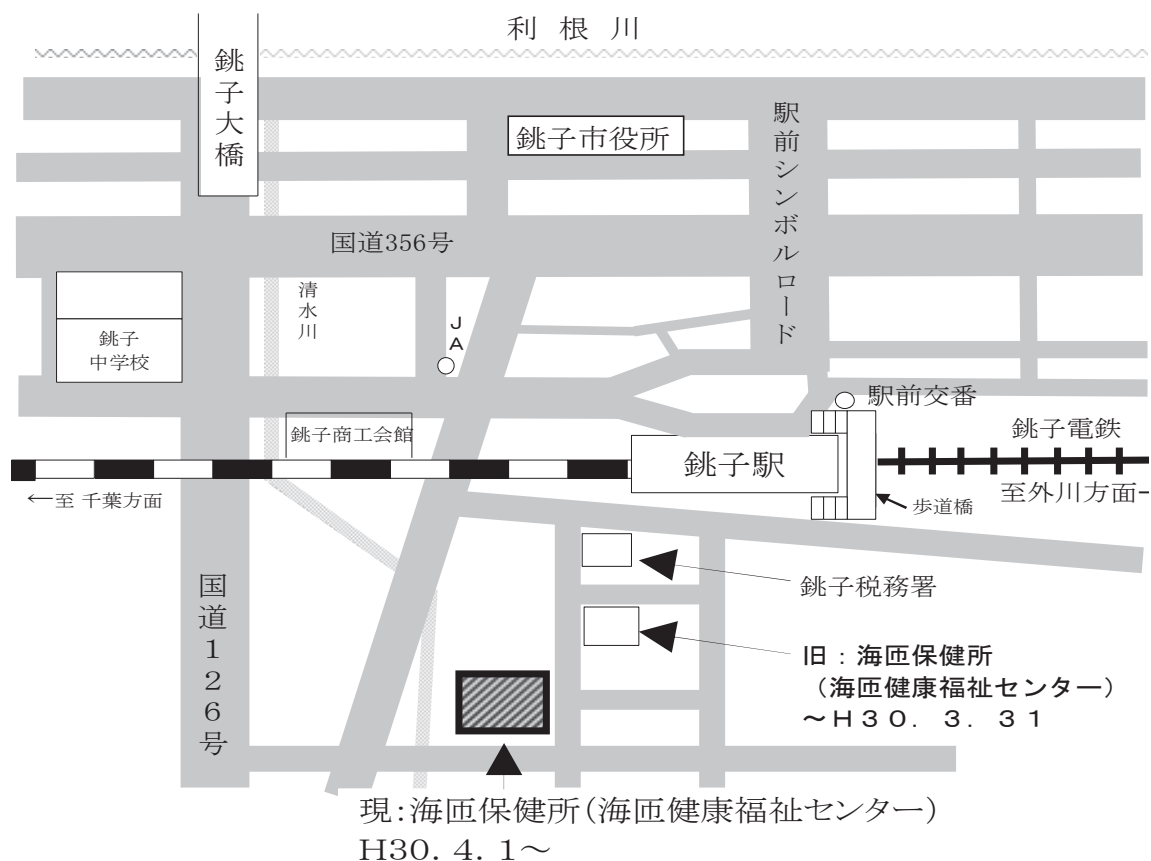 利根川
銚子大橋
銚子市役所
駅前シンボルロード
国道356号
清水川
JA
銚子
中学校
駅前交番
銚子商工会館
銚子駅
銚子電鉄
←至 千葉方面
歩道橋
至外川方面
国道126号
銚子税務署
旧：海匝保健所
（海匝健康福祉センター）
～H30．3．31
現：海匝保健所（海匝健康福祉センター）
H30．4．1～